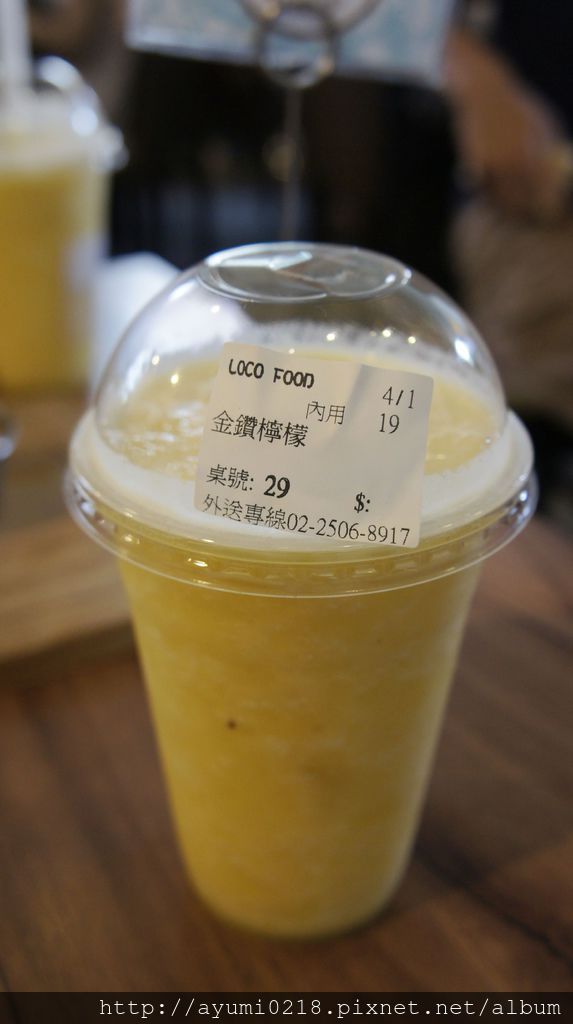 LOCO FOOD
4/1
內用 19
金鑽檸檬
桌號: 29 $:
外送專線02-2506-8917
http://ayumi0218.pixnet.net/album